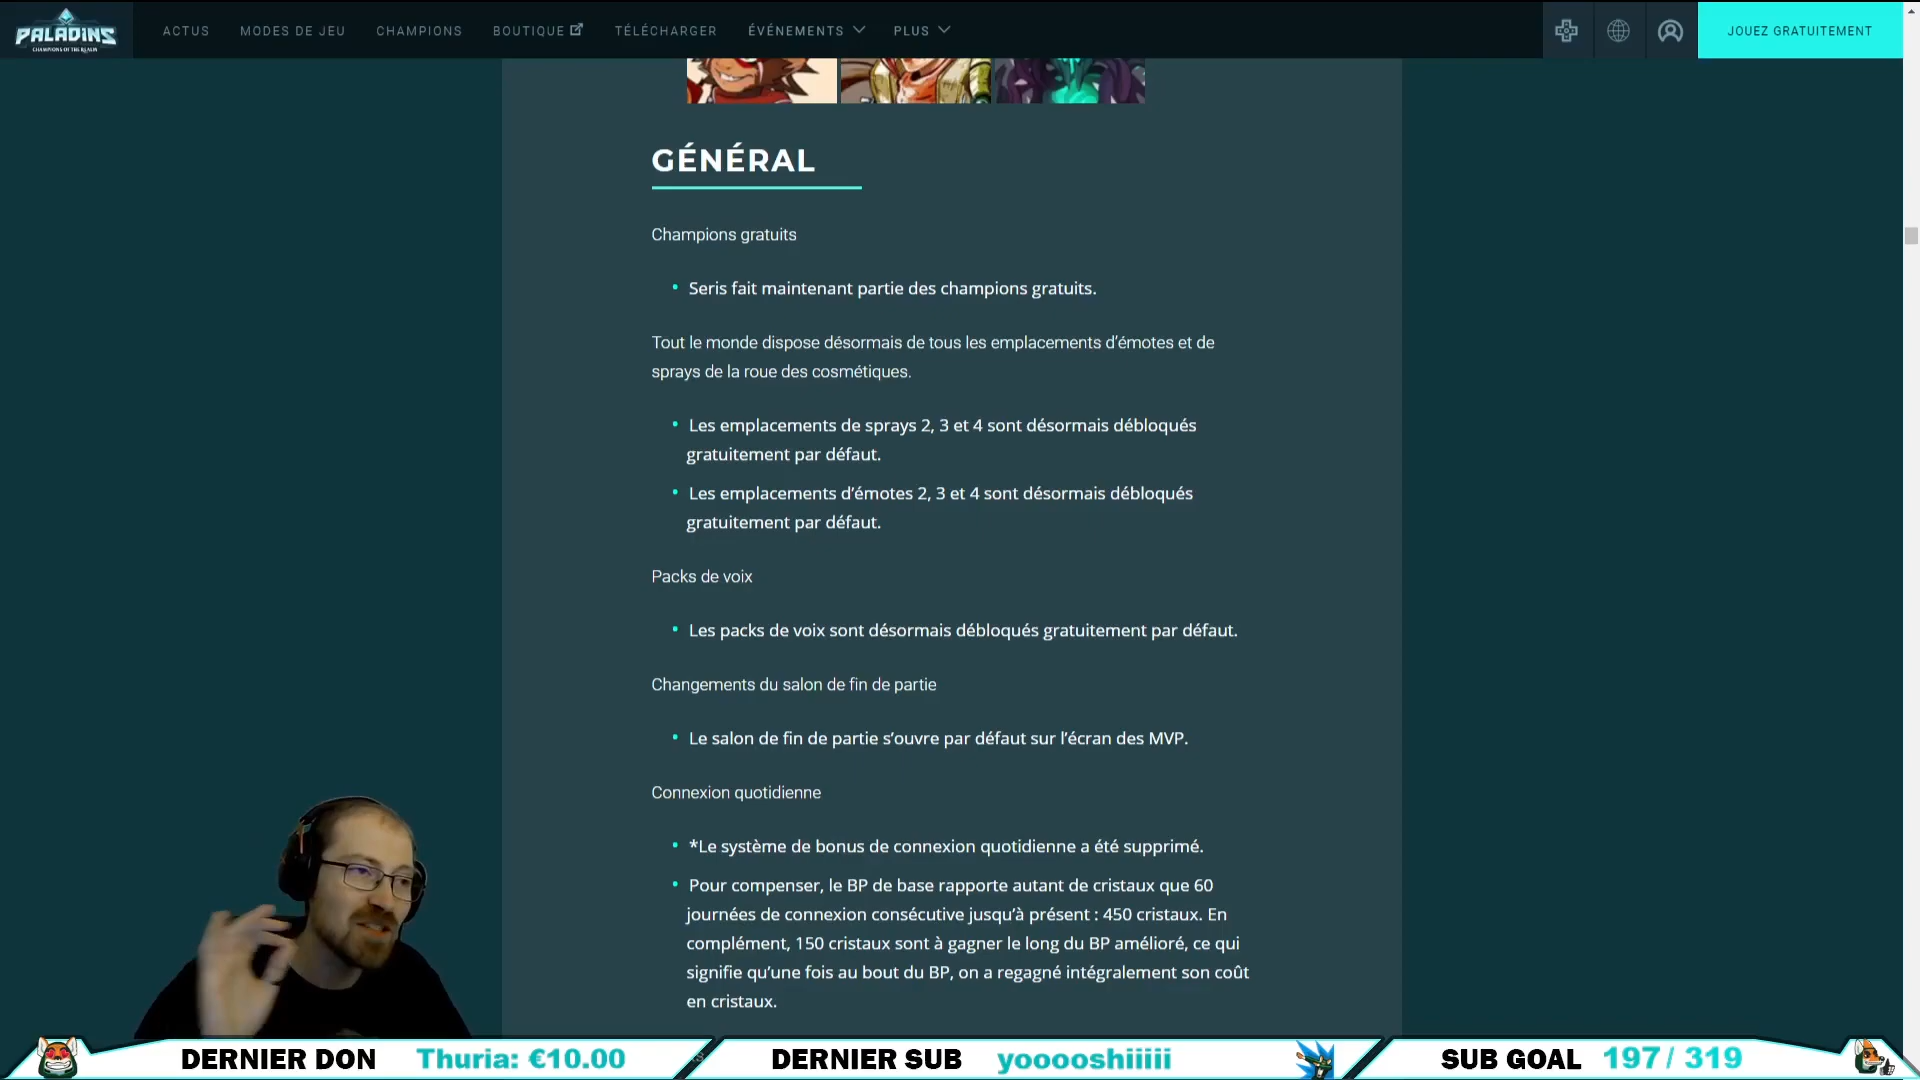 PALADINS
CHAMPIONS OF THE REALM
ACTUS
MODES DE JEU
CHAMPIONS
BOUTIQUE
TÉLÉCHARGER
ÉVÉNEMENTS
PLUS
JOUEZ GRATUITEMENT
GÉNÉRAL
Champions gratuits
• Seris fait maintenant partie des champions gratuits.
Tout le monde dispose désormais de tous les emplacements d’émotes et de
sprays de la roue des cosmétiques.
• Les emplacements de sprays 2, 3 et 4 sont désormais débloqués
gratuitement par défaut.
• Les emplacements d’émotes 2, 3 et 4 sont désormais débloqués
gratuitement par défaut.
Packs de voix
• Les packs de voix sont désormais débloqués gratuitement par défaut.
Changements du salon de fin de partie
• Le salon de fin de partie s’ouvre par défaut sur l’écran des MVP.
Connexion quotidienne
• *Le système de bonus de connexion quotidienne a été supprimé.
• Pour compenser, le BP de base rapporte autant de cristaux que 60
journées de connexion consécutive jusqu’à présent : 450 cristaux. En
complément, 150 cristaux sont à gagner le long du BP amélioré, ce qui
signifie qu’une fois au bout du BP, on a regagné intégralement son coût
en cristaux.
DERNIER DON Thuria: €10.00
DERNIER SUB yooooshiiiii
SUB GOAL 197 / 319